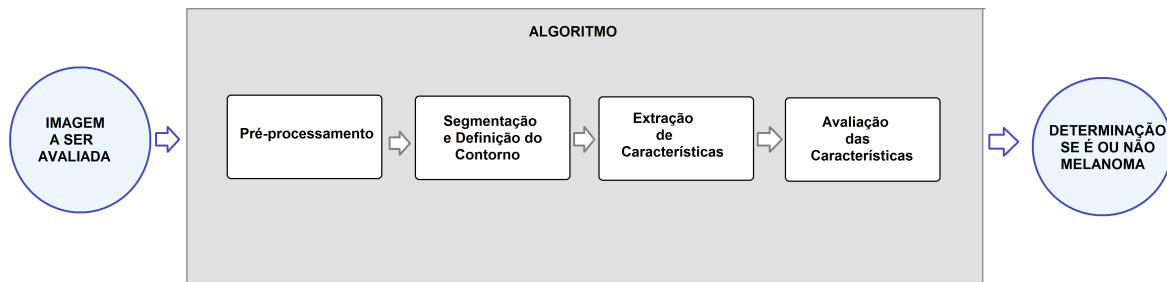 ALGORITMO
IMAGEM
A SER
AVALIADA
Pré-processamento
Segmentação
e Definição do
Contorno
Extração
de
Características
Avaliação
das
Características
DETERMINAÇÃO
SE É OU NÃO
MELANOMA